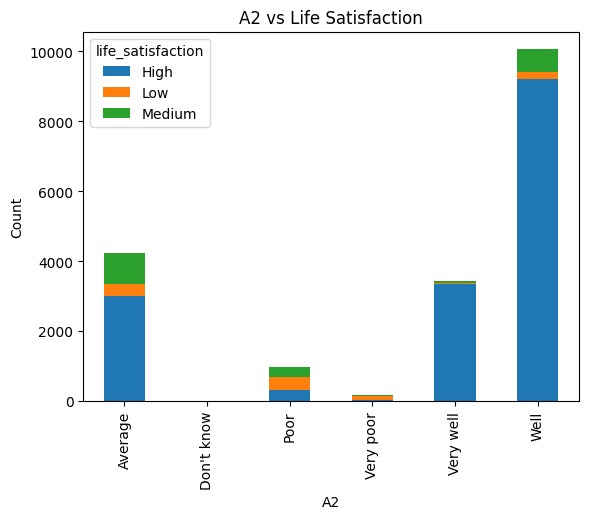 A2 vs Life Satisfaction
life_satisfaction
High
Low
Medium
Count
10000
8000
6000
4000
2000
0
Average
Don't know
Poor
Very poor
Very well
Well
A2